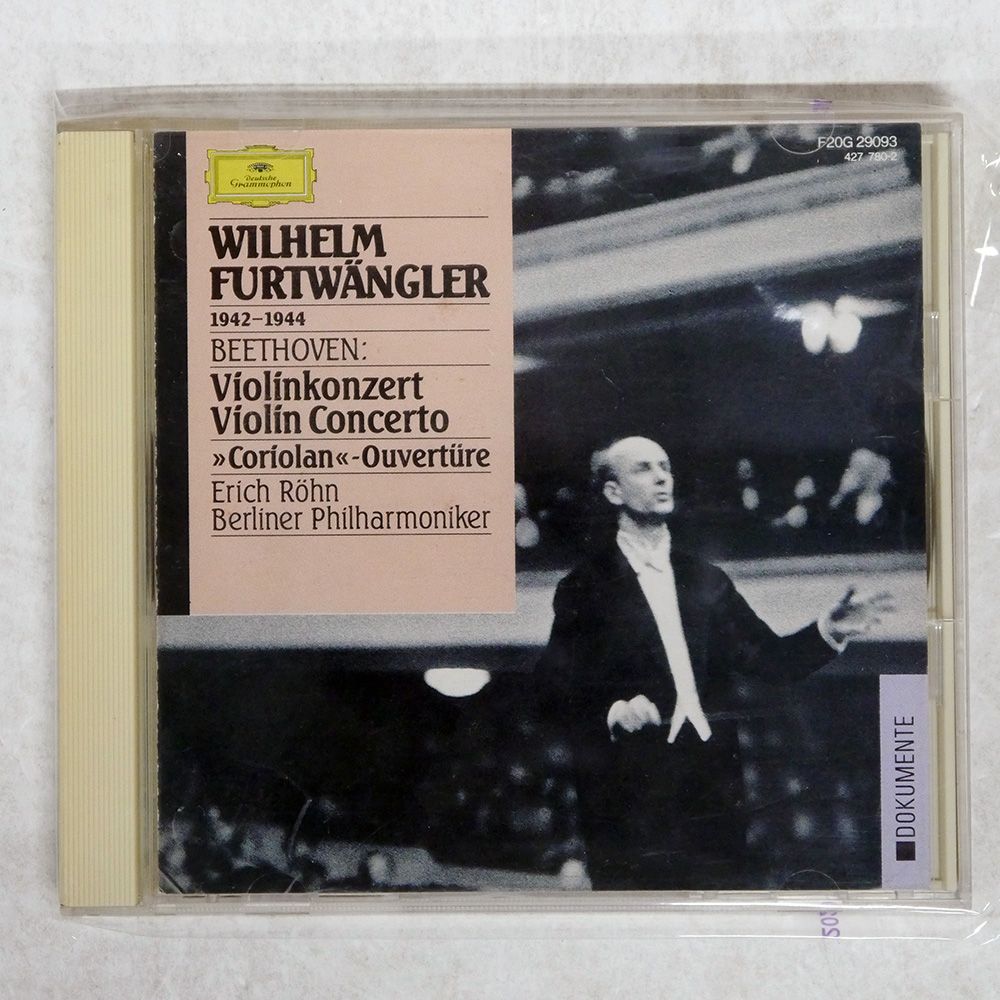 F20G 29093
427 780-2
Deutsche
Grammophon
WILHELM
FURTWÄNGLER
1942–1944
BEETHOVEN:
Violinkonzert
Violin Concerto
»Coriolan«-Ouvertüre
Erich Röhn
Berliner Philharmoniker
DOKUMENTE